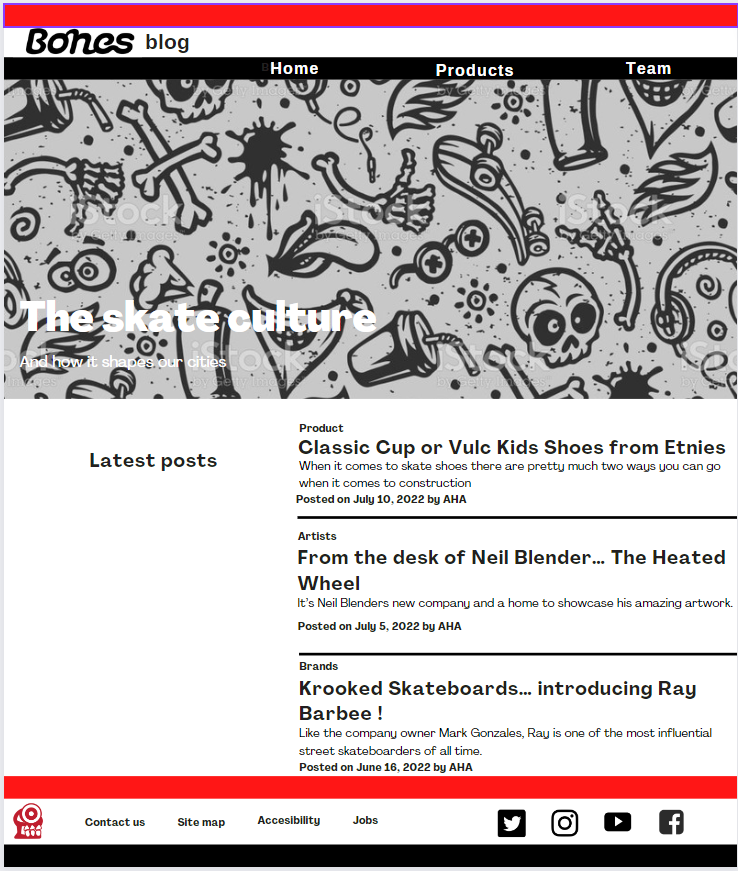 Bones blog
Home Products Team
iStock
by Getty Images
The skate culture
And how it shapes our cities
Latest posts
Product
Classic Cup or Vulc Kids Shoes from Etnies
When it comes to skate shoes there are pretty much two ways you can go
when it comes to construction
Posted on July 10, 2022 by AHA
Artists
From the desk of Neil Blender… The Heated
Wheel
It's Neil Blenders new company and a home to showcase his amazing artwork.
Posted on July 5, 2022 by AHA
Brands
Krooked Skateboards… introducing Ray
Barbee !
Like the company owner Mark Gonzales, Ray is one of the most influential
street skateboarders of all time.
Posted on June 16, 2022 by AHA
Contact us Site map Accesibility Jobs